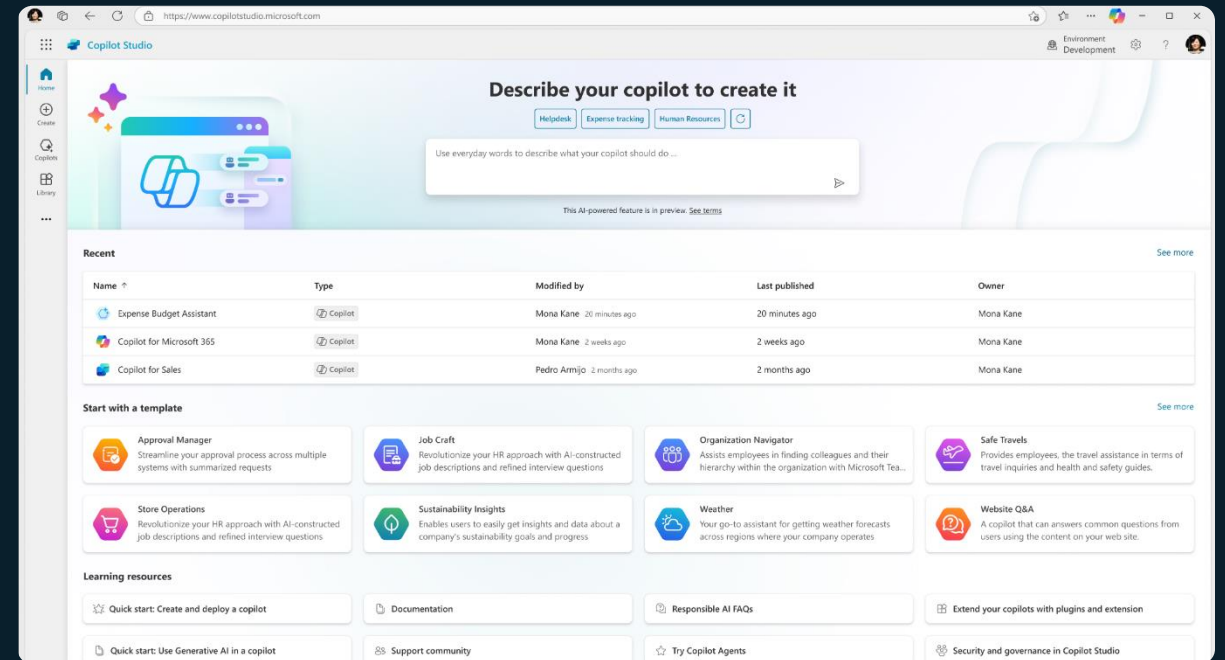 https://www.copilotstudio.microsoft.com
Copilot Studio
Environment
Development
?
Home
Create
Copilots
Library
Describe your copilot to create it
Helpdesk
Expense tracking
Human Resources
Use everyday words to describe what your copilot should do ...
This AI-powered feature is in preview. See terms
Recent
See more
Name ↑ Type Modified by Last published Owner
Expense Budget Assistant Copilot Mona Kane 20 minutes ago 20 minutes ago Mona Kane
Copilot for Microsoft 365 Copilot Mona Kane 2 weeks ago 2 weeks ago Mona Kane
Copilot for Sales Copilot Pedro Armijo 2 months ago 2 months ago Mona Kane
Start with a template
See more
Approval Manager
Streamline your approval process across multiple
systems with summarized requests
Job Craft
Revolutionize your HR approach with AI-constructed
job descriptions and refined interview questions
Organization Navigator
Assists employees in finding colleagues and their
hierarchy within the organization with Microsoft Tea...
Safe Travels
Provides employees, the travel assistance in terms of
travel inquiries and health and safety guides.
Store Operations
Revolutionize your HR approach with AI-constructed
job descriptions and refined interview questions
Sustainability Insights
Enables users to easily get insights and data about a
company's sustainability goals and progress
Weather
Your go-to assistant for getting weather forecasts
across regions where your company operates
Website Q&A
A copilot that can answers common questions from
users using the content on your web site.
Learning resources
Quick start: Create and deploy a copilot
Documentation
Responsible AI FAQs
Extend your copilots with plugins and extension
Quick start: Use Generative AI in a copilot
Support community
Try Copilot Agents
Security and governance in Copilot Studio